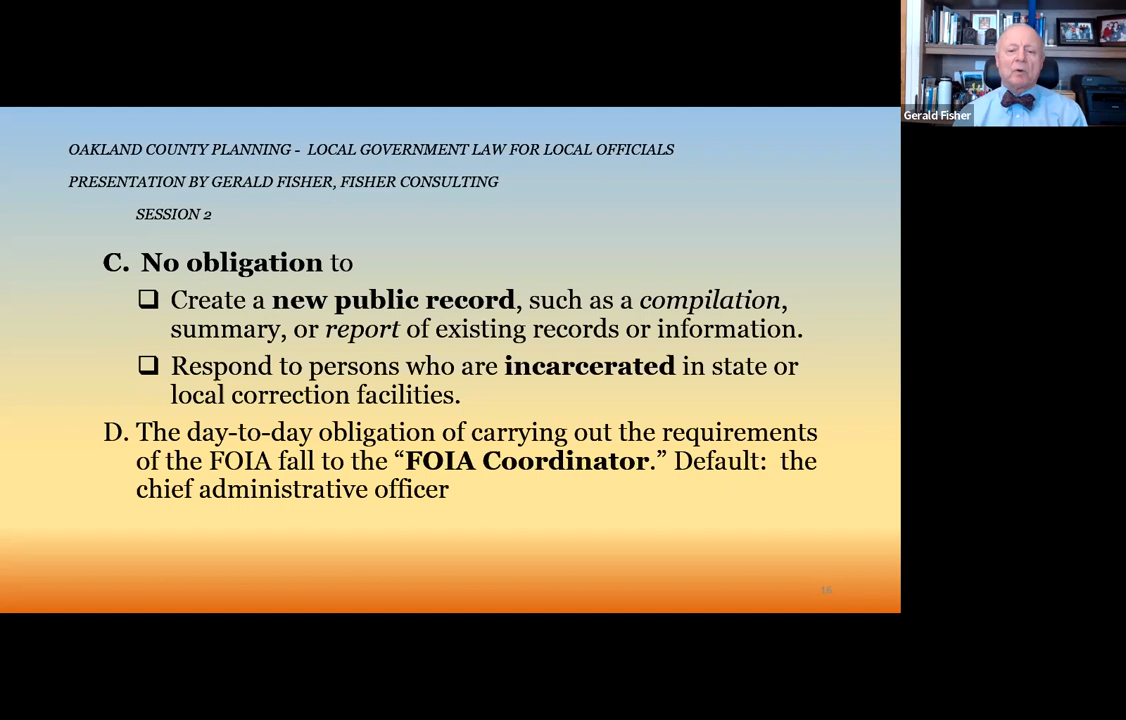 OAKLAND COUNTY PLANNING - LOCAL GOVERNMENT LAW FOR LOCAL OFFICIALS
PRESENTATION BY GERALD FISHER, FISHER CONSULTING
SESSION 2
C. No obligation to
Create a new public record, such as a compilation,
summary, or report of existing records or information.
Respond to persons who are incarcerated in state or
local correction facilities.
D. The day-to-day obligation of carrying out the requirements
of the FOIA fall to the “FOIA Coordinator.” Default: the
chief administrative officer
16
Gerald Fisher